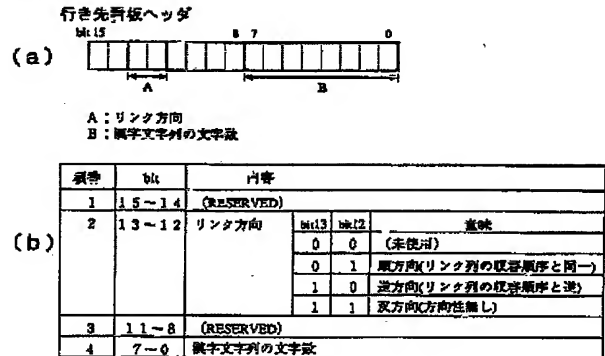 行き先看板ヘッダ
bit 15 8 7 0
(a)
A B
A:リンク方向
B:漢字文字列の文字数
(b)
項番 bit 内容
1 15~14 (RESERVED)
2 13~12 リンク方向 bit13 bit12 意味
0 0 (未使用)
0 1 順方向(リンク列の収容順序と同一)
1 0 逆方向(リンク列の収容順序と逆)
1 1 双方向(方向性無し)
3 11~8 (RESERVED)
4 7~0 漢字文字列の文字数